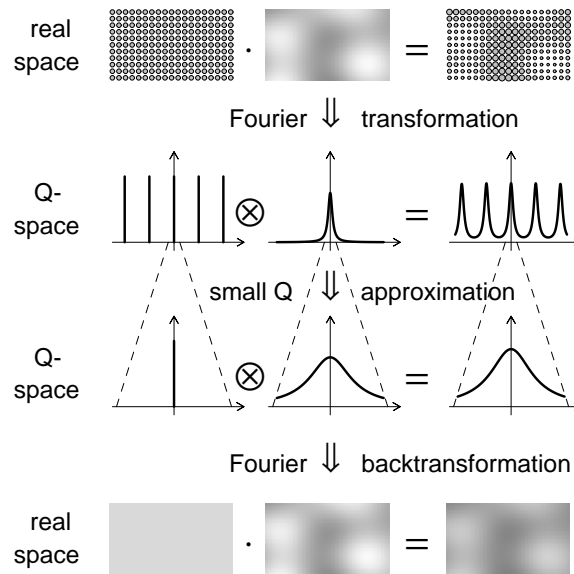 real
space
· =
Fourier ⇓ transformation
Q-
space
⊗ =
small Q ⇓ approximation
Q-
space
⊗ =
Fourier ⇓ backtransformation
real
space
· =